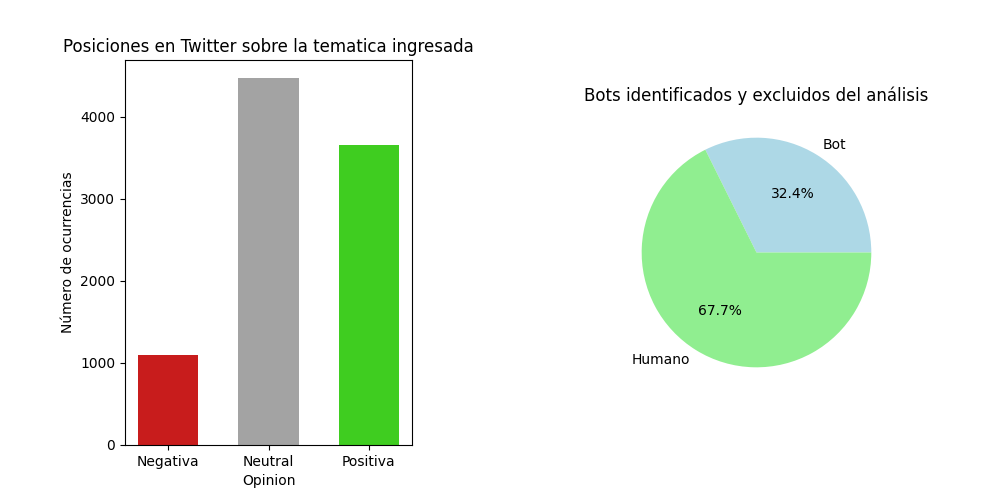 Posiciones en Twitter sobre la tematica ingresada
Número de ocurrencias
4000
3000
2000
1000
0
Negativa
Neutral
Positiva
Opinion
Bots identificados y excluidos del análisis
Bot
32.4%
67.7%
Humano